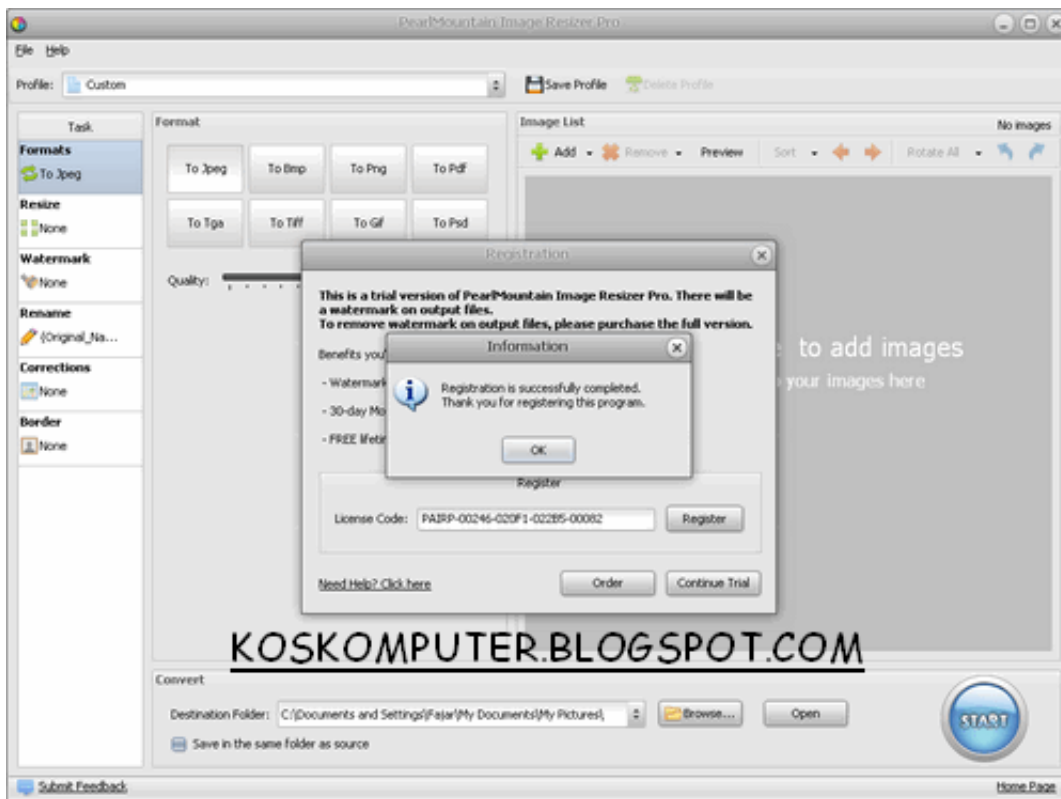 PearlMountain Image Resizer Pro
File Help
Profile: Custom Save Profile Delete Profile
Task
Formats
To Jpeg
Resize
None
Watermark
None
Rename
{Original_Na...
Corrections
None
Border
None
Format
To Jpeg To Bmp To Png To Pdf
To Tga To Tiff To Gif To Psd
Quality:
Image List No images
Add Remove Preview Sort Rotate All
to add images
your images here
Registration
This is a trial version of PearlMountain Image Resizer Pro. There will be
a watermark on output files.
To remove watermark on output files, please purchase the full version.
Benefits you'
- Watermark
- 30-day Mo
- FREE lifetim
Information
Registration is successfully completed.
Thank you for registering this program.
OK
Register
License Code: PAIRP-00246-020F1-022B5-00082 Register
Need Help? Click here Order Continue Trial
KOSKOMPUTER.BLOGSPOT.COM
Convert
Destination Folder: C:\Documents and Settings\Fajar\My Documents\My Pictures\ Browse... Open
Save in the same folder as source
START
Submit Feedback Home Page